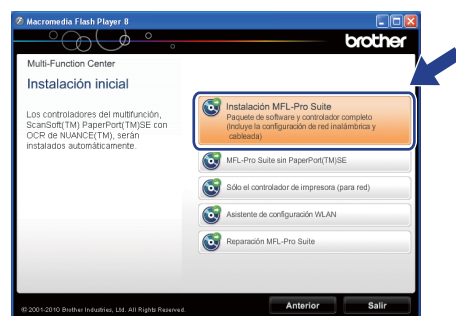 Macromedia Flash Player 8
brother
Multi-Function Center
Instalación inicial
Los controladores del multifunción,
ScanSoft(TM) PaperPort(TM)SE con
OCR de NUANCE(TM), serán
instalados automáticamente.
Instalación MFL-Pro Suite
Paquete de software y controlador completo
(Incluye la configuración de red inalámbrica y
cableada)
MFL-Pro Suite sin PaperPort(TM)SE
Sólo el controlador de impresora (para red)
Asistente de configuración WLAN
Reparación MFL-Pro Suite
© 2001-2010 Brother Industries, Ltd. All Rights Reserved.
Anterior
Salir